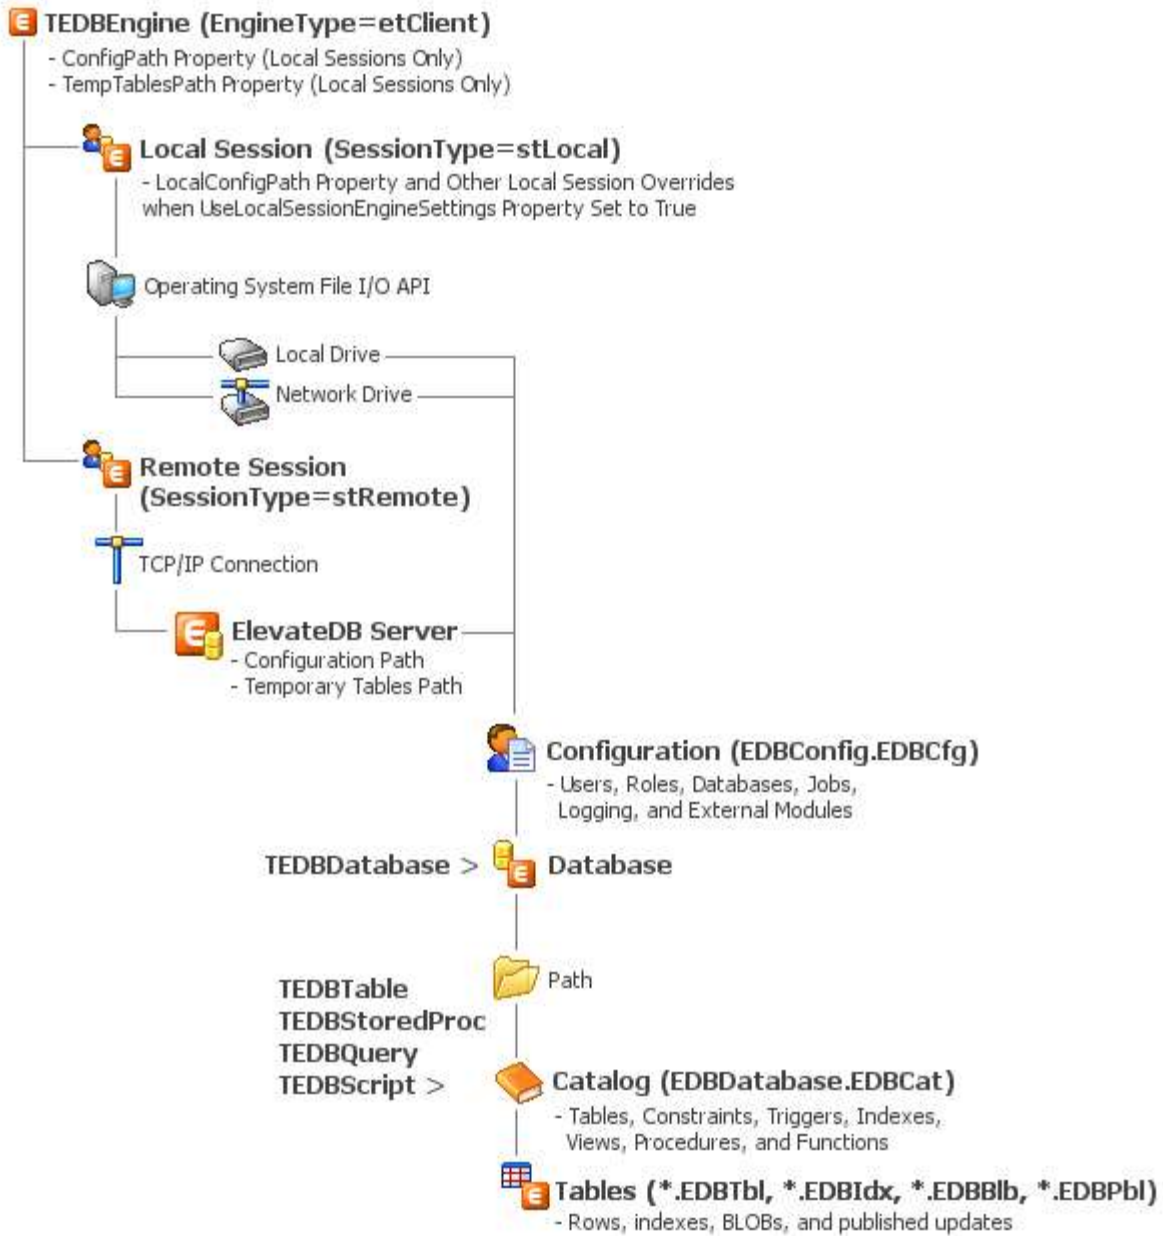 TEDBEngine (EngineType=etClient)
- ConfigPath Property (Local Sessions Only)
- TempTablesPath Property (Local Sessions Only)
Local Session (SessionType=stLocal)
- LocalConfigPath Property and Other Local Session Overrides
when UseLocalSessionEngineSettings Property Set to True
Operating System File I/O API
Local Drive
Network Drive
Remote Session
(SessionType=stRemote)
TCP/IP Connection
ElevateDB Server
- Configuration Path
- Temporary Tables Path
Configuration (EDBConfig.EDBCfg)
- Users, Roles, Databases, Jobs,
Logging, and External Modules
TEDBDatabase > Database
Path
TEDBTable
TEDBStoredProc
TEDBQuery
TEDBScript > Catalog (EDBDatabase.EDBCat)
- Tables, Constraints, Triggers, Indexes,
Views, Procedures, and Functions
Tables (*.EDBTbl, *.EDBIdx, *.EDBBlb, *.EDBPbl)
- Rows, indexes, BLOBs, and published updates